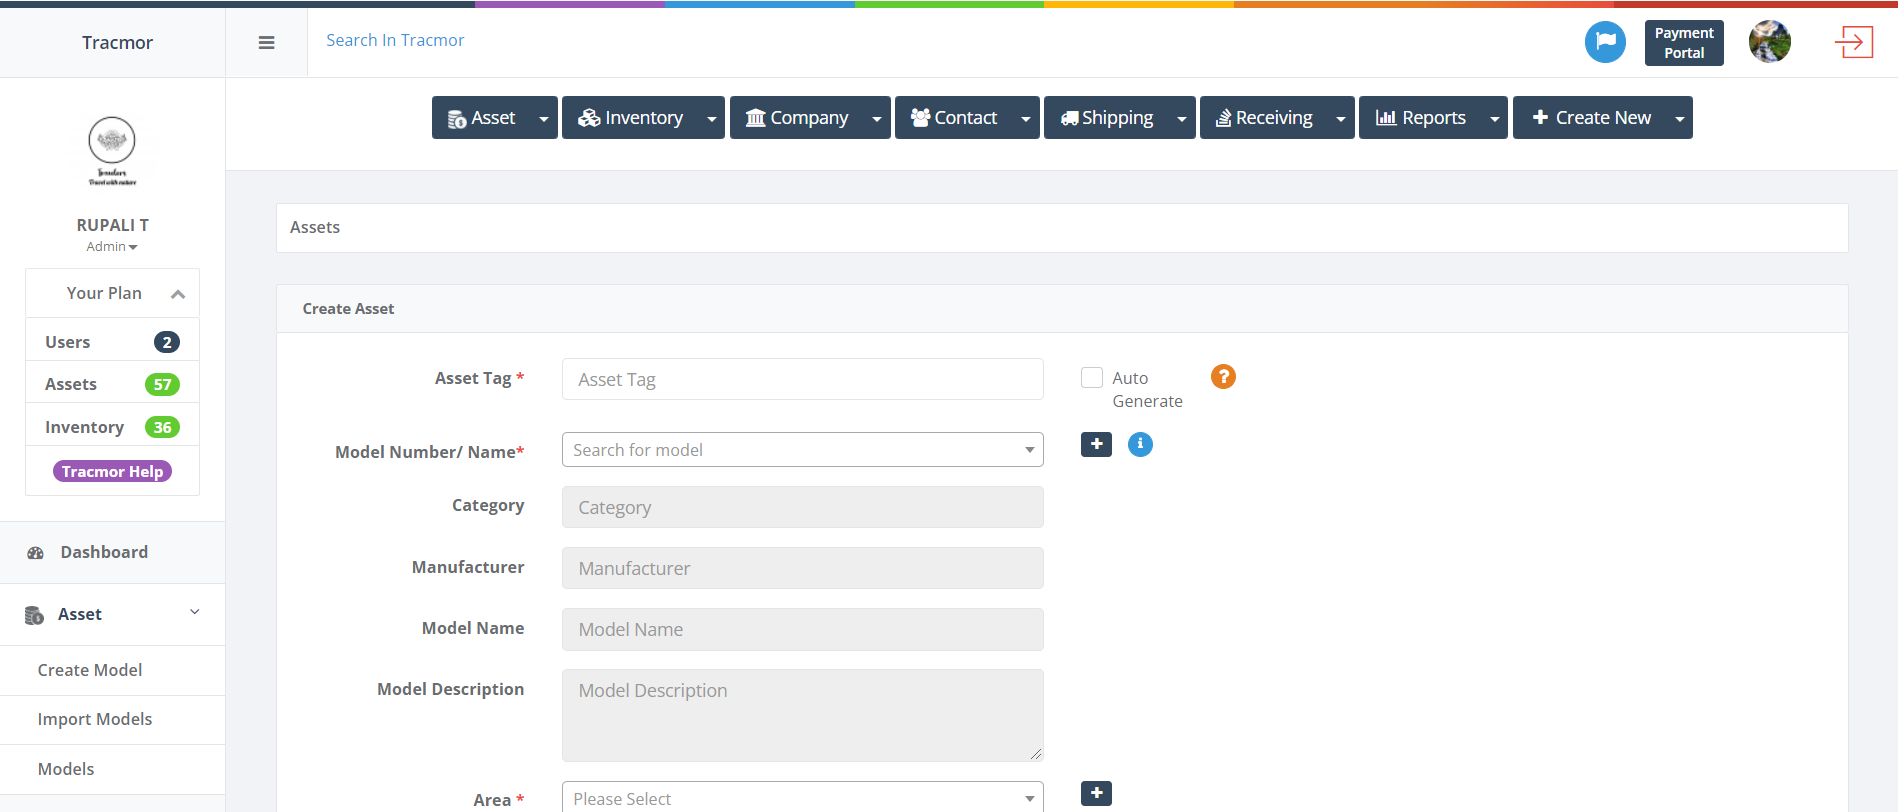 Tracmor
Search In Tracmor
Payment
Portal
Asset
Inventory
Company
Contact
Shipping
Receiving
Reports
Create New
Travel with nature
RUPALI T
Admin
Your Plan
Users 2
Assets 57
Inventory 36
Tracmor Help
Dashboard
Asset
Create Model
Import Models
Models
Assets
Create Asset
Asset Tag * Asset Tag Auto
Generate
Model Number/ Name* Search for model
Category Category
Manufacturer Manufacturer
Model Name Model Name
Model Description Model Description
Area * Please Select